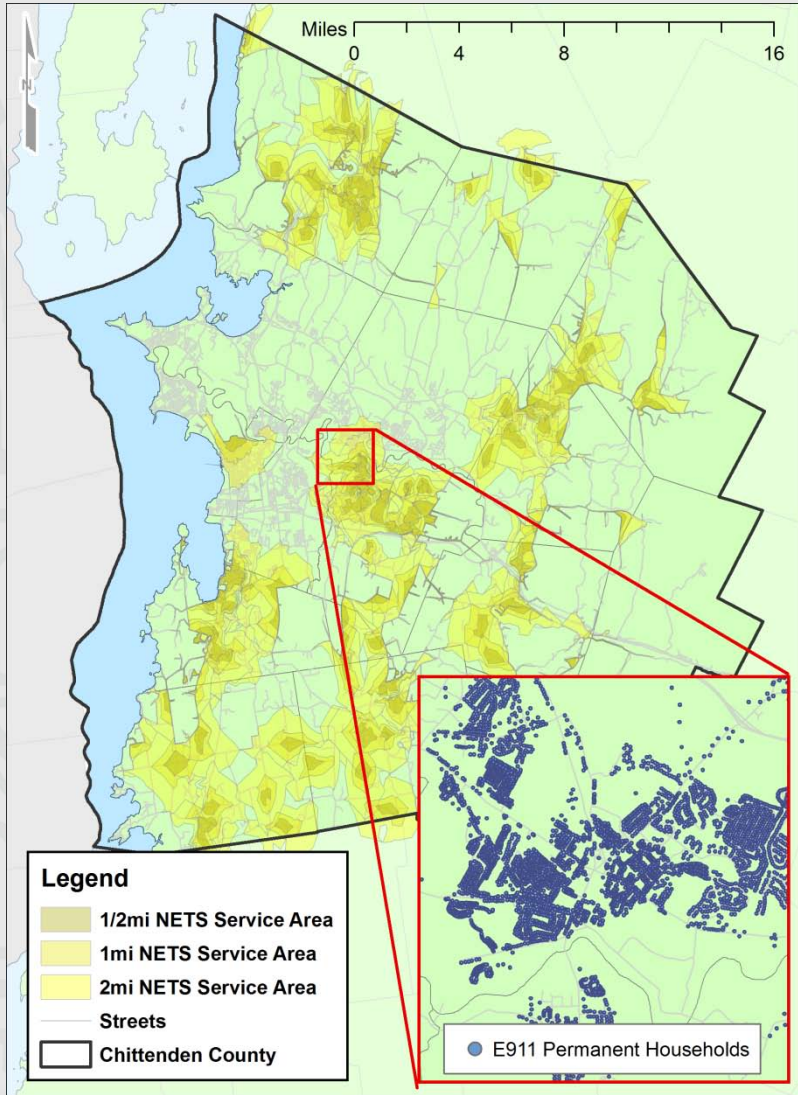 Miles
0 4 8 16
N
Legend
1/2mi NETS Service Area
1mi NETS Service Area
2mi NETS Service Area
Streets
Chittenden County
E911 Permanent Households